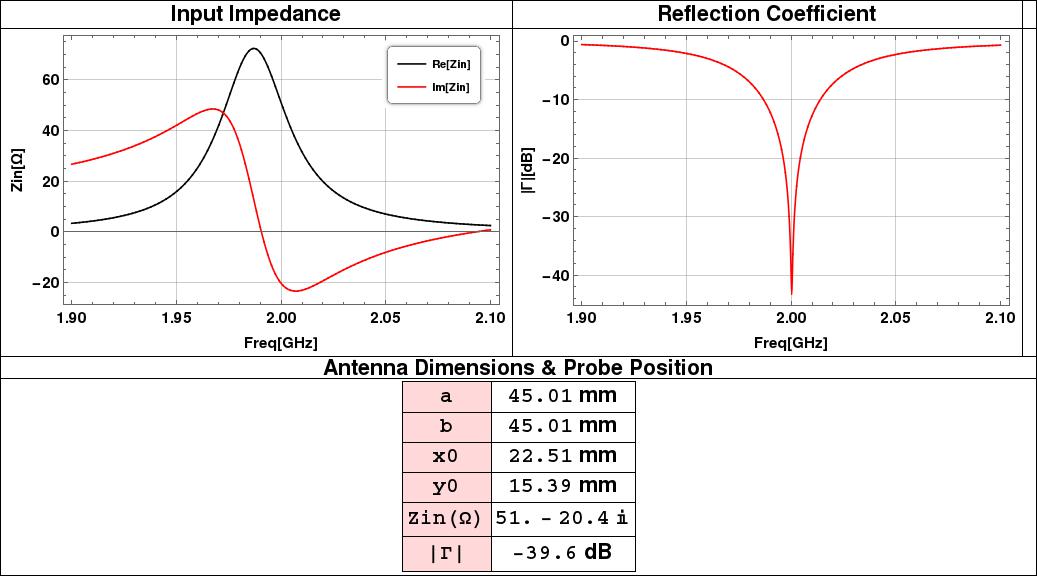 Input Impedance
Reflection Coefficient
Zin[Ω]
60
40
20
0
−20
1.90
1.95
2.00
2.05
2.10
Freq[GHz]
Re[Zin]
Im[Zin]
|Γ|[dB]
0
−10
−20
−30
−40
1.90
1.95
2.00
2.05
2.10
Freq[GHz]
Antenna Dimensions & Probe Position
a 45.01 mm
b 45.01 mm
x0 22.51 mm
y0 15.39 mm
Zin(Ω) 51. - 20.4 i
|Γ| -39.6 dB